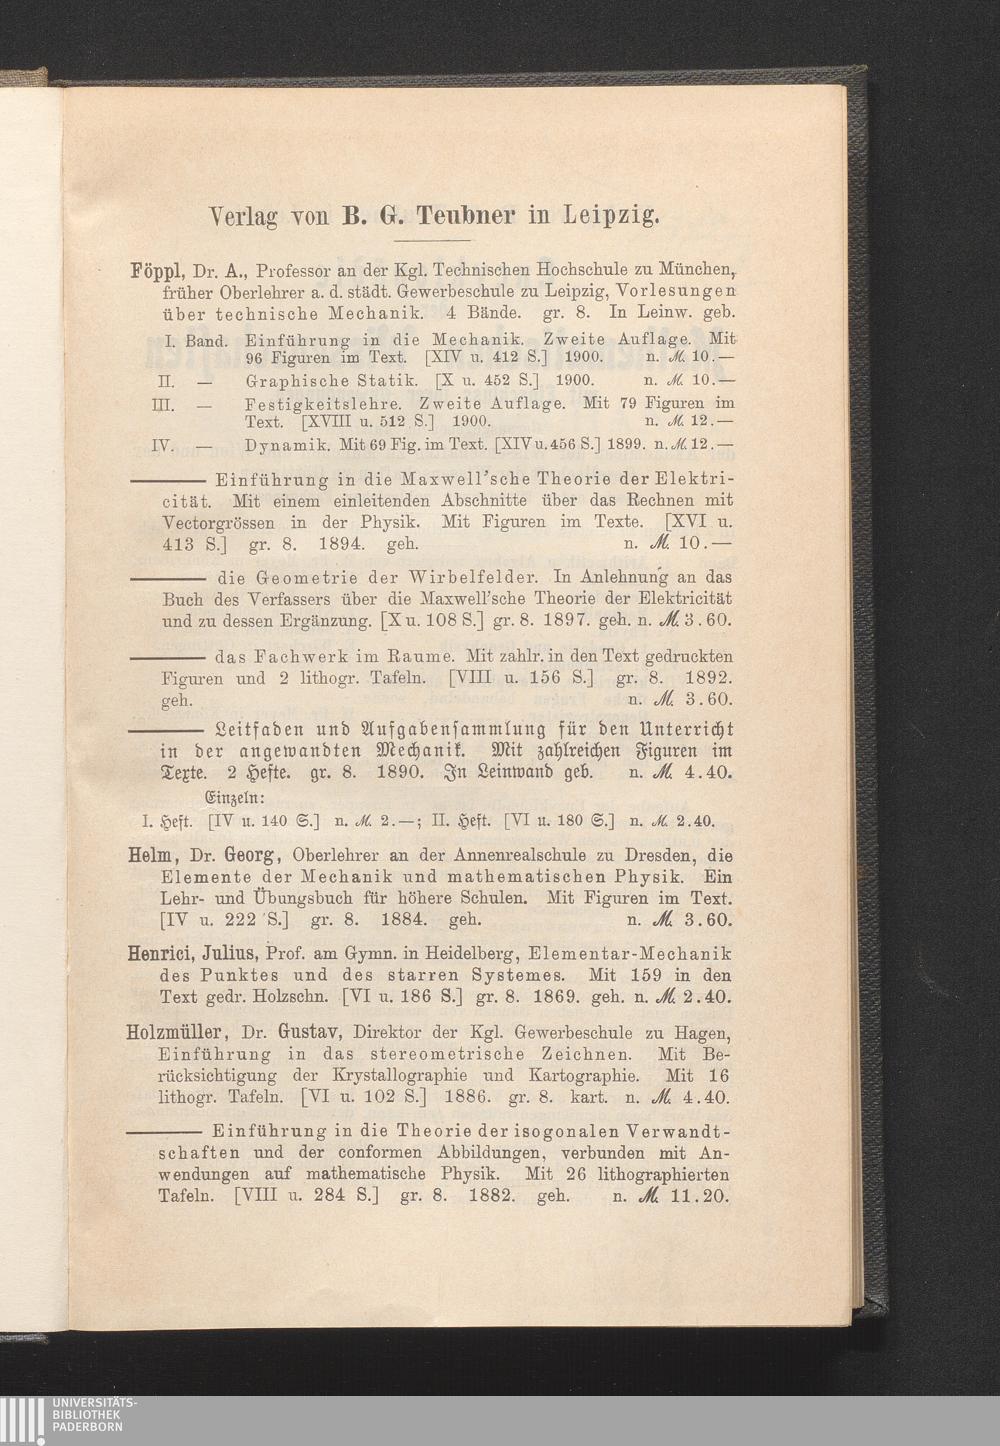 Verlag von B. G. Teubner in Leipzig.
Föppl, Dr. A., Professor an der Kgl. Technischen Hochschule zu München,
früher Oberlehrer a. d. städt. Gewerbeschule zu Leipzig, Vorlesungen
über technische Mechanik. 4 Bände. gr. 8. In Leinw. geb.
I. Band. Einführung in die Mechanik. Zweite Auflage. Mit
96 Figuren im Text. [XIV u. 412 S.] 1900. n. ℳ 10.—
II. — Graphische Statik. [X u. 452 S.] 1900. n. ℳ 10.—
III. — Festigkeitslehre. Zweite Auflage. Mit 79 Figuren im
Text. [XVIII u. 512 S.] 1900. n. ℳ 12.—
IV. — Dynamik. Mit 69 Fig. im Text. [XIV u. 456 S.] 1899. n. ℳ 12.—
——— Einführung in die Maxwell'sche Theorie der Elektri-
cität. Mit einem einleitenden Abschnitte über das Rechnen mit
Vectorgrössen in der Physik. Mit Figuren im Texte. [XVI u.
413 S.] gr. 8. 1894. geh. n. ℳ 10.—
——— die Geometrie der Wirbelfelder. In Anlehnung an das
Buch des Verfassers über die Maxwell'sche Theorie der Elektricität
und zu dessen Ergänzung. [X u. 108 S.] gr. 8. 1897. geh. n. ℳ 3.60.
——— das Fachwerk im Raume. Mit zahlr. in den Text gedruckten
Figuren und 2 lithogr. Tafeln. [VIII u. 156 S.] gr. 8. 1892.
geh. n. ℳ 3.60.
——— Leitfaden und Aufgabensammlung für den Unterricht
in der angewandten Mechanik. Mit zahlreichen Figuren im
Texte. 2 Hefte. gr. 8. 1890. In Leinwand geb. n. ℳ 4.40.
Einzeln:
I. Heft. [IV u. 140 S.] n. ℳ 2.—; II. Heft. [VI u. 180 S.] n. ℳ 2.40.
Helm, Dr. Georg, Oberlehrer an der Annenrealschule zu Dresden, die
Elemente der Mechanik und mathematischen Physik. Ein
Lehr- und Übungsbuch für höhere Schulen. Mit Figuren im Text.
[IV u. 222 S.] gr. 8. 1884. geh. n. ℳ 3.60.
Henrici, Julius, Prof. am Gymn. in Heidelberg, Elementar-Mechanik
des Punktes und des starren Systemes. Mit 159 in den
Text gedr. Holzschn. [VI u. 186 S.] gr. 8. 1869. geh. n. ℳ 2.40.
Holzmüller, Dr. Gustav, Direktor der Kgl. Gewerbeschule zu Hagen,
Einführung in das stereometrische Zeichnen. Mit Be-
rücksichtigung der Krystallographie und Kartographie. Mit 16
lithogr. Tafeln. [VI u. 102 S.] 1886. gr. 8. kart. n. ℳ 4.40.
——— Einführung in die Theorie der isogonalen Verwandt-
schaften und der conformen Abbildungen, verbunden mit An-
wendungen auf mathematische Physik. Mit 26 lithographierten
Tafeln. [VIII u. 284 S.] gr. 8. 1882. geh. n. ℳ 11.20.
UNIVERSITÄTS-
BIBLIOTHEK
PADERBORN